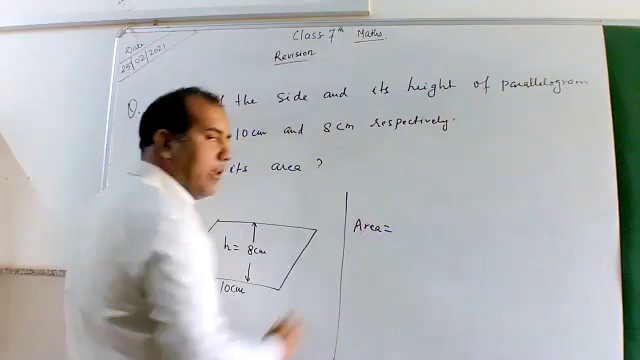 Class 7th Maths
Date
25/02/2021
Revision
Q. the side and its height of parallelogram
10cm and 8cm respectively.
its area ?
h = 8cm
10cm
Area=